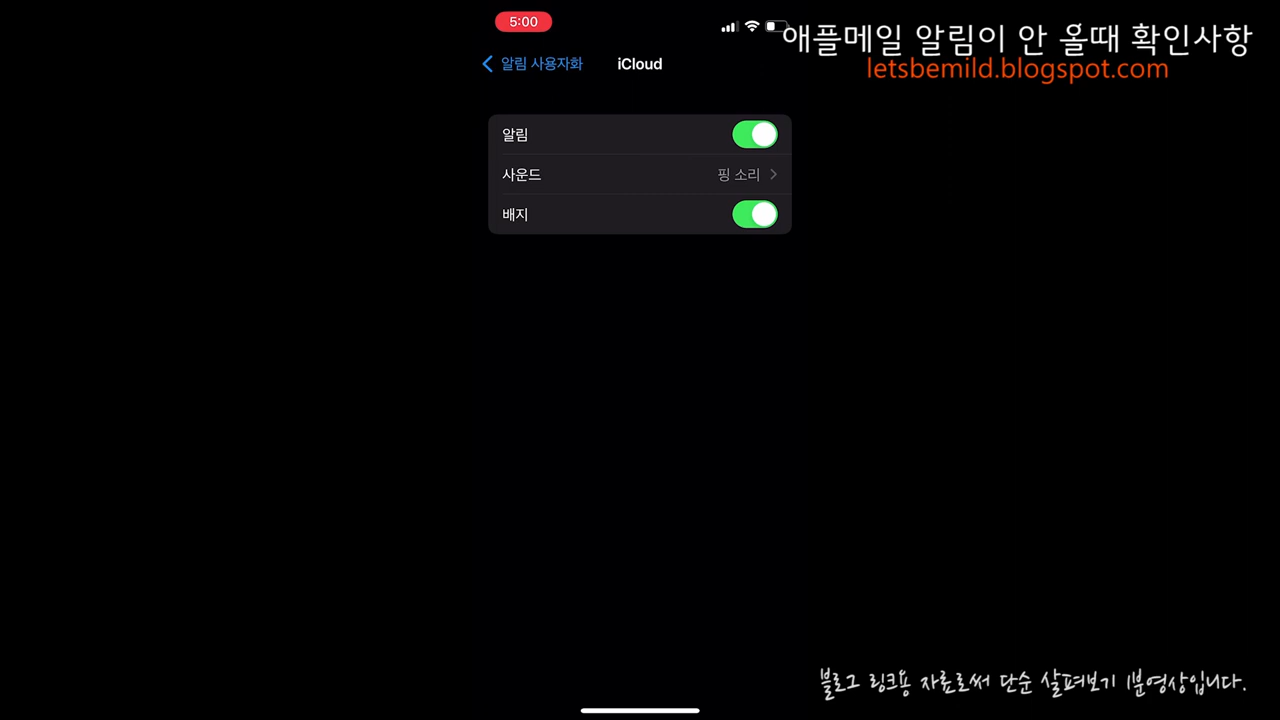 5:00
애플메일 알림이 안 올때 확인사항
letsbemild.blogspot.com
알림 사용자화
iCloud
알림
사운드 핑 소리
배지
블로그 링크용 자료로써 단순 살펴보기 1분영상입니다.